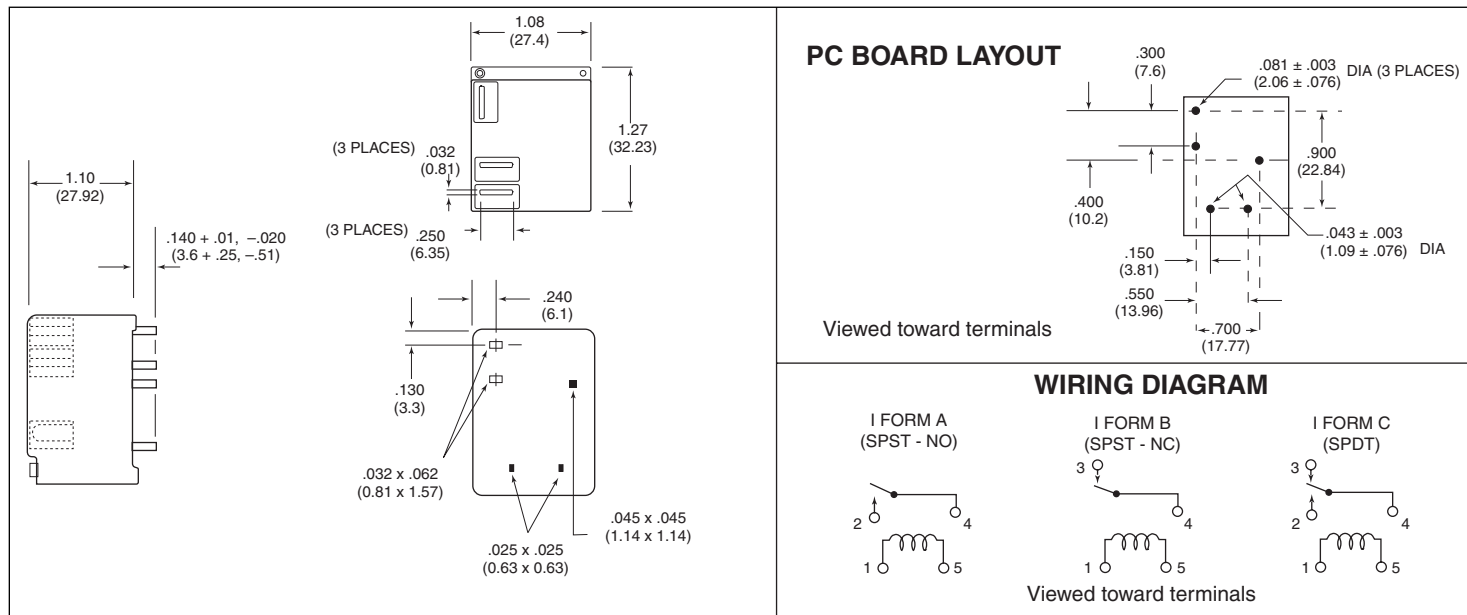 1.08
(27.4)
1.27
(32.23)
(3 PLACES)
.032
(0.81)
(3 PLACES)
.250
(6.35)
1.10
(27.92)
.140 + .01, –.020
(3.6 + .25, –.51)
.240
(6.1)
.130
(3.3)
.032 x .062
(0.81 x 1.57)
.025 x .025
(0.63 x 0.63)
.045 x .045
(1.14 x 1.14)
PC BOARD LAYOUT
.300
(7.6)
.081 ± .003
(2.06 ± .076)
DIA (3 PLACES)
.900
(22.84)
.400
(10.2)
.043 ± .003
(1.09 ± .076)
DIA
.150
(3.81)
.550
(13.96)
.700
(17.77)
Viewed toward terminals
WIRING DIAGRAM
I FORM A
(SPST - NO)
2
4
1
5
I FORM B
(SPST - NC)
3
4
1
5
I FORM C
(SPDT)
3
2
4
1
5
Viewed toward terminals